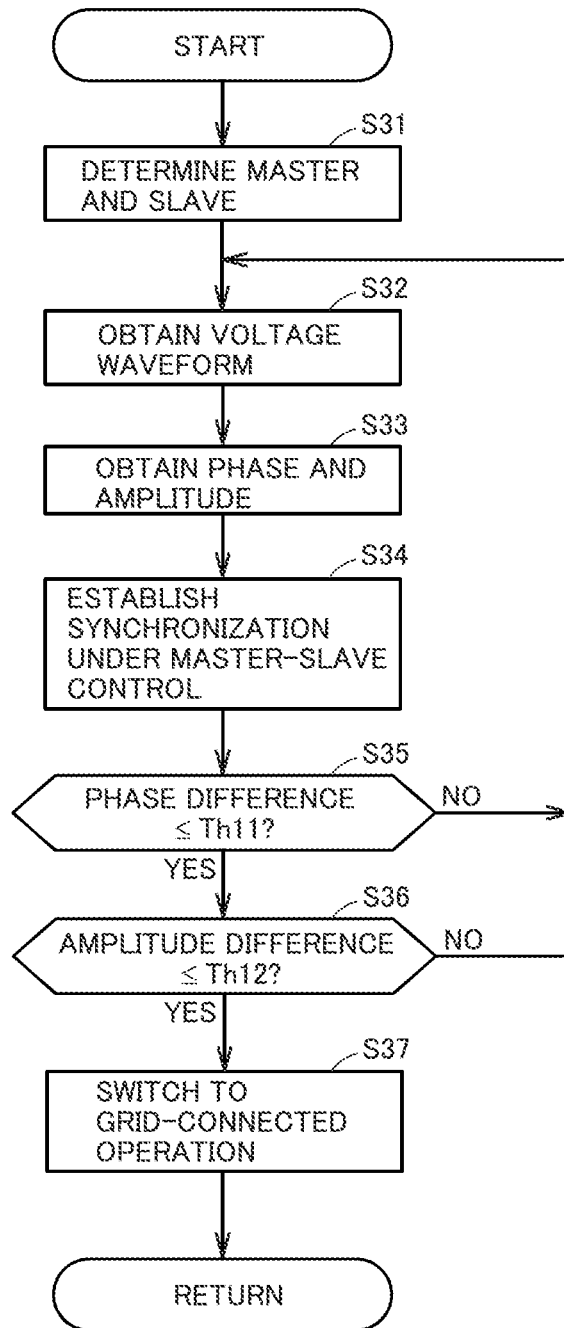 START
S31
DETERMINE MASTER
AND SLAVE
S32
OBTAIN VOLTAGE
WAVEFORM
S33
OBTAIN PHASE AND
AMPLITUDE
S34
ESTABLISH
SYNCHRONIZATION
UNDER MASTER-SLAVE
CONTROL
S35
PHASE DIFFERENCE
≦ Th11?
NO
YES
S36
AMPLITUDE DIFFERENCE
≦ Th12?
NO
YES
S37
SWITCH TO
GRID-CONNECTED
OPERATION
RETURN